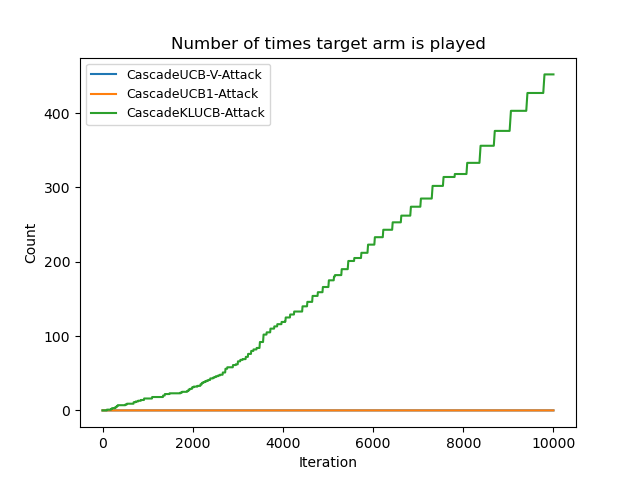 Number of times target arm is played
CascadeUCB-V-Attack
CascadeUCB1-Attack
CascadeKLUCB-Attack
Count
400
300
200
100
0
0 2000 4000 6000 8000 10000
Iteration